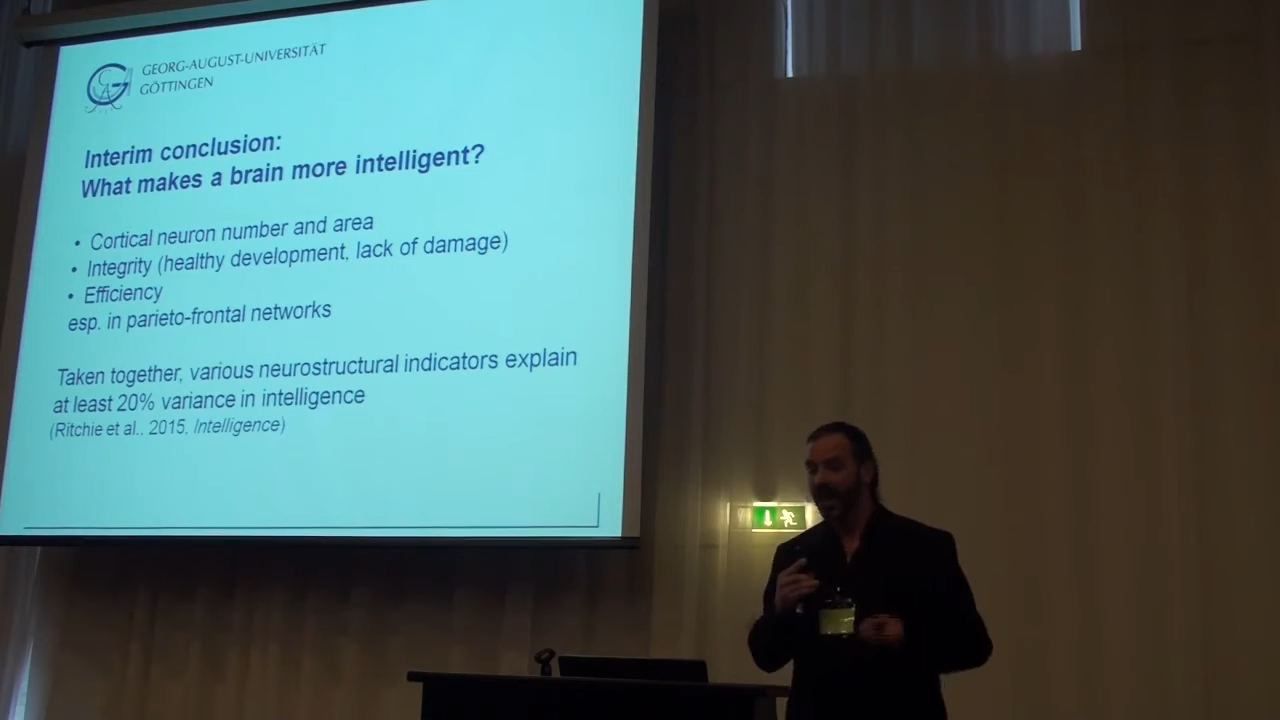 GEORG-AUGUST-UNIVERSITÄT
GÖTTINGEN
Interim conclusion:
What makes a brain more intelligent?
• Cortical neuron number and area
• Integrity (healthy development, lack of damage)
• Efficiency
esp. in parieto-frontal networks
Taken together, various neurostructural indicators explain
at least 20% variance in intelligence
(Ritchie et al., 2015, Intelligence)